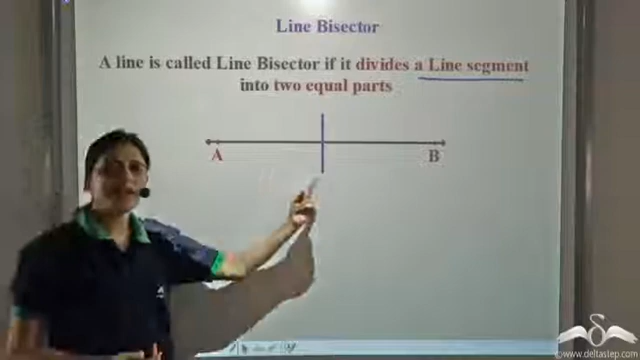 Line Bisector
A line is called Line Bisector if it divides a Line segment
into two equal parts
A B
©www.deltastep.com